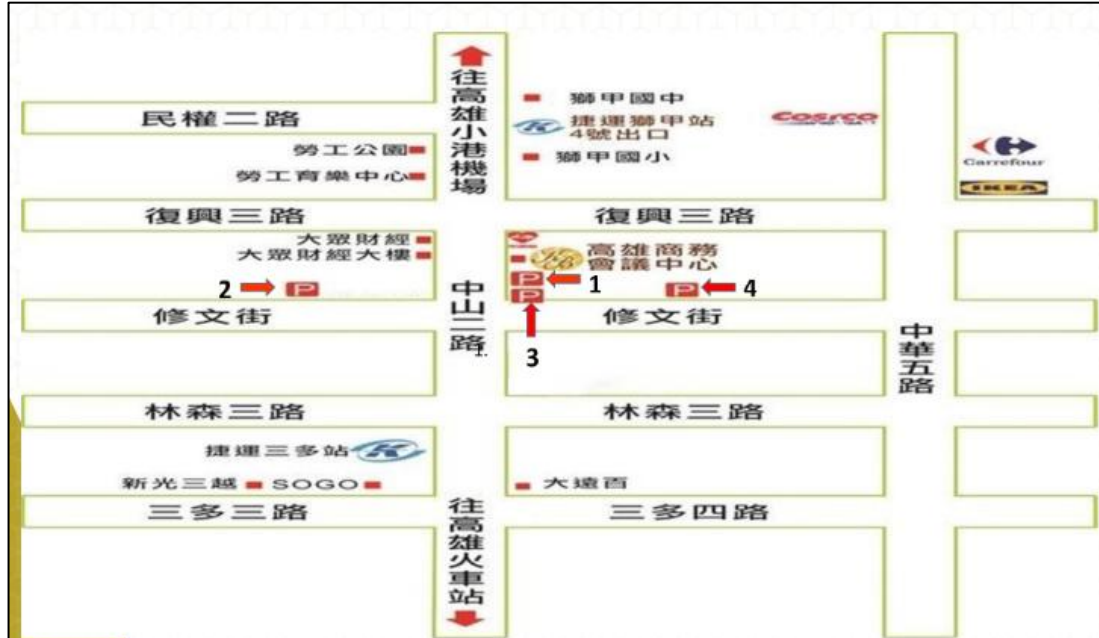 往高雄小港機場
獅甲國中
捷運獅甲站
4號出口
COSTCO
民權二路
勞工公園
獅甲國小
Carrefour
勞工育樂中心
IKEA
復興三路
復興三路
大眾財經
高雄商務
會議中心
大眾財經大樓
P
1
2
P
P
P
4
修文街
中山二路
修文街
3
1.
中華五路
林森三路
林森三路
捷運三多站
新光三越
SOGO
大遠百
三多三路
往高雄火車站
三多四路